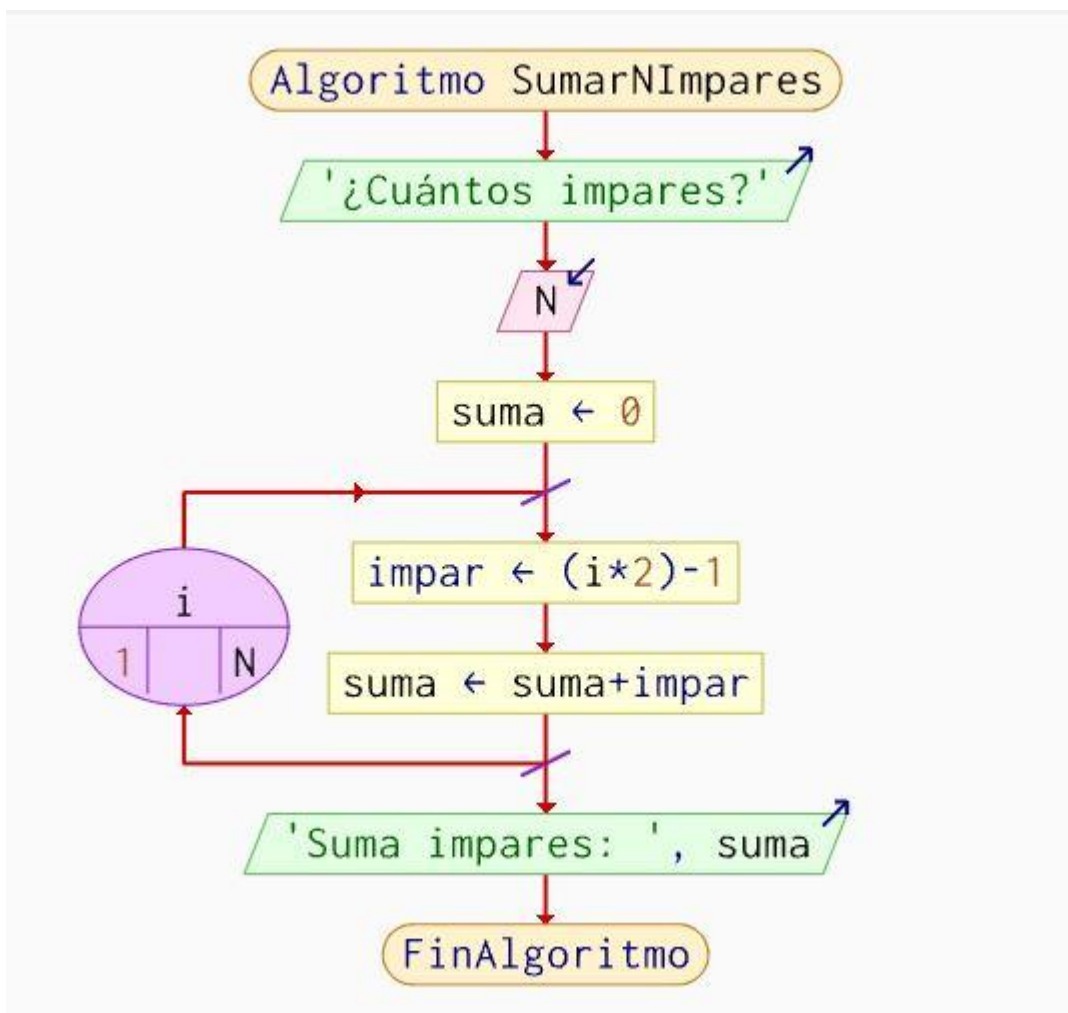 Algoritmo SumarNImpares
'¿Cuántos impares?'
N
suma ← 0
impar ← (i*2)-1
i
1 N
suma ← suma+impar
'Suma impares: ', suma
FinAlgoritmo